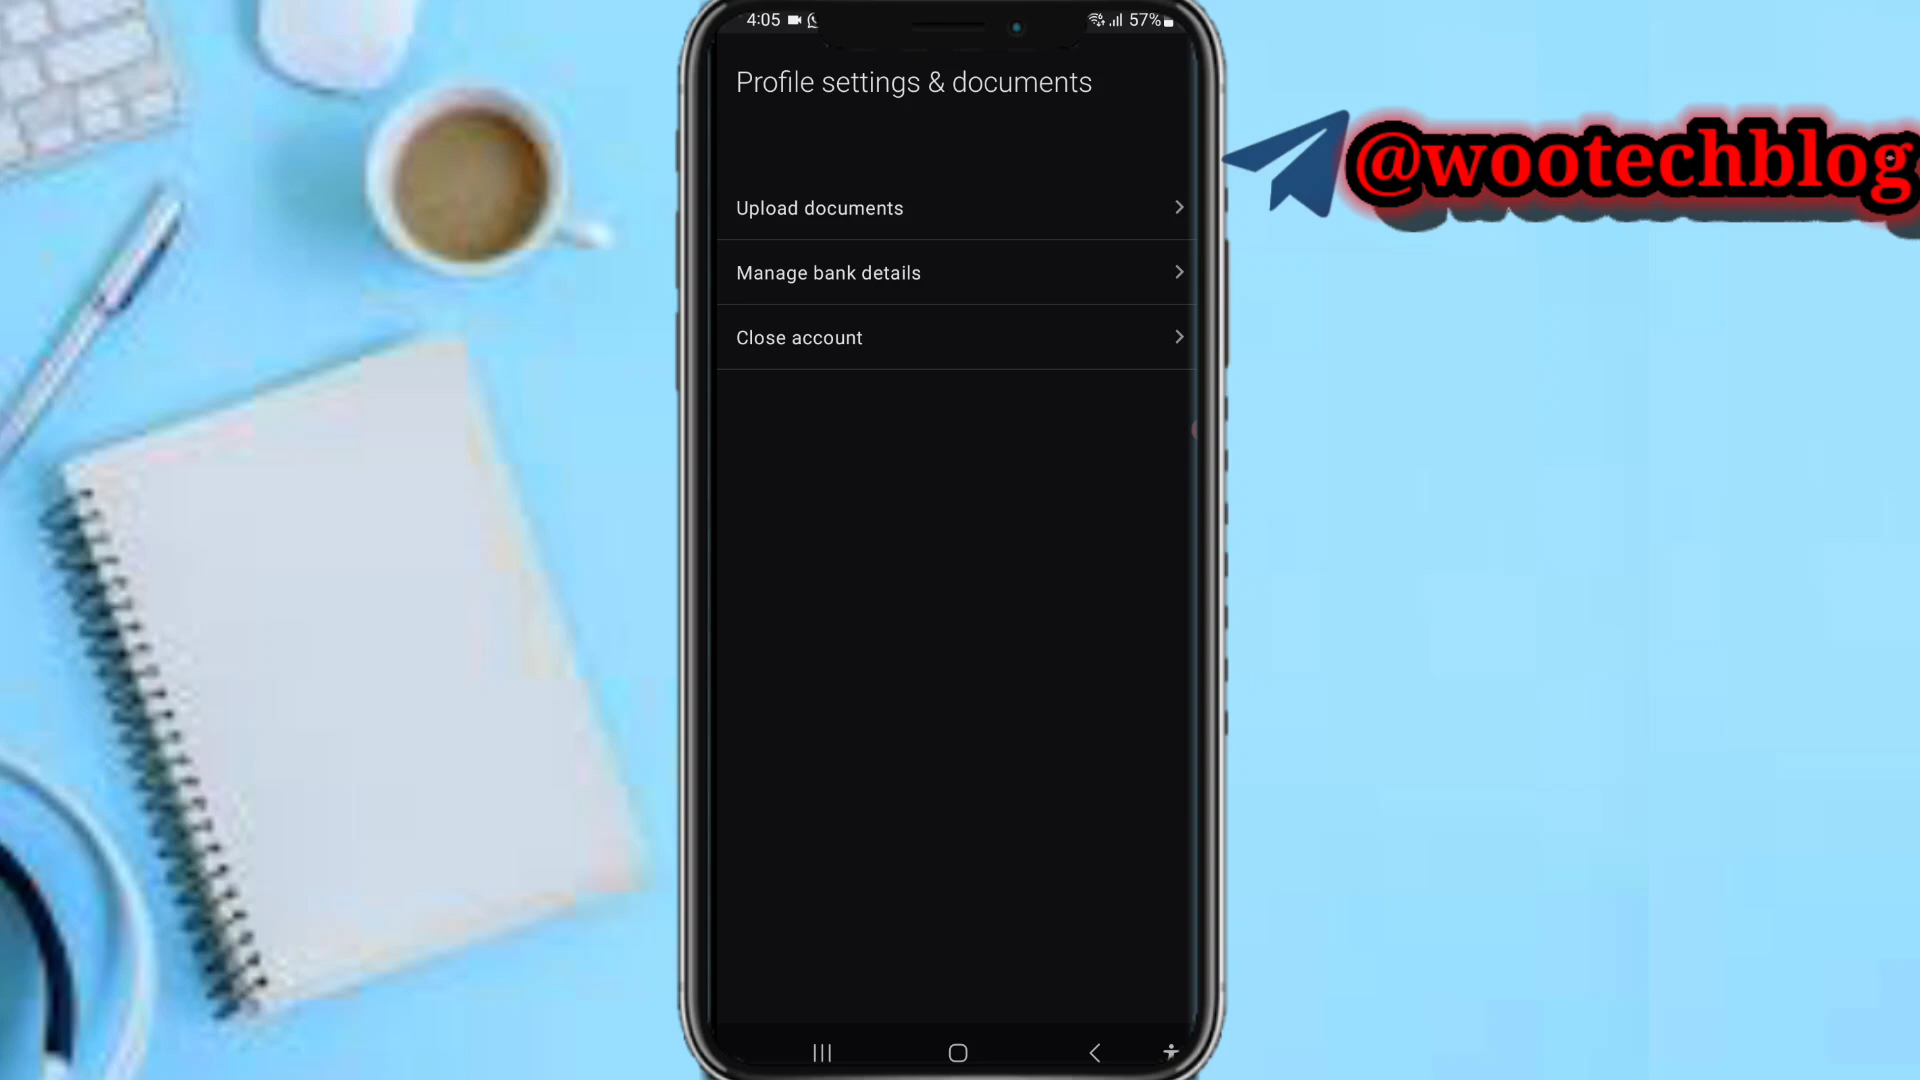 4:05
57%
Profile settings & documents
@wootechblog
Upload documents
Manage bank details
Close account